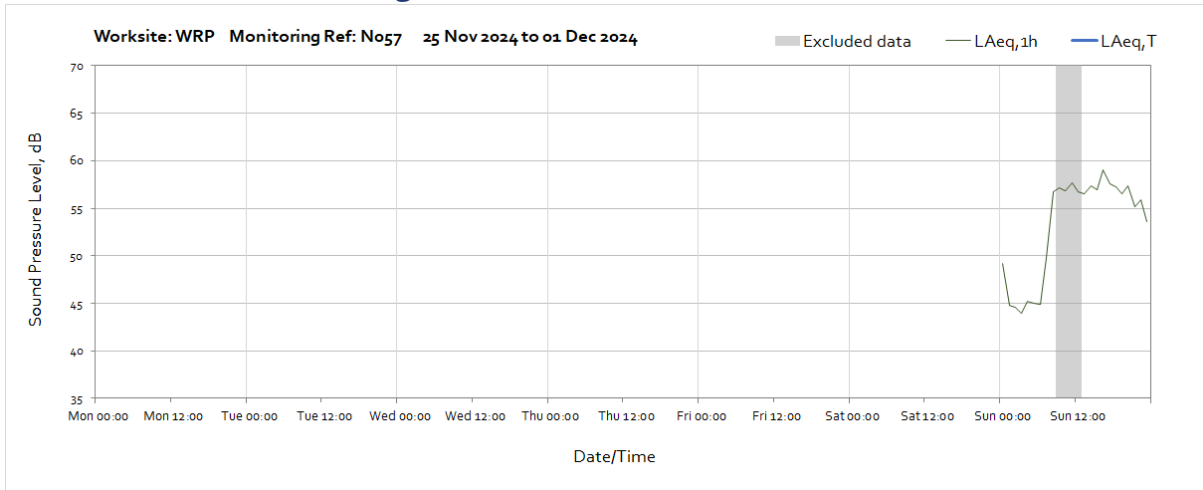 Worksite: WRP Monitoring Ref: N057 25 Nov 2024 to 01 Dec 2024
Excluded data LAeq,1h LAeq,T
70
65
60
55
50
45
40
35
Sound Pressure Level, dB
Mon 00:00 Mon 12:00 Tue 00:00 Tue 12:00 Wed 00:00 Wed 12:00 Thu 00:00 Thu 12:00 Fri 00:00 Fri 12:00 Sat 00:00 Sat 12:00 Sun 00:00 Sun 12:00
Date/Time